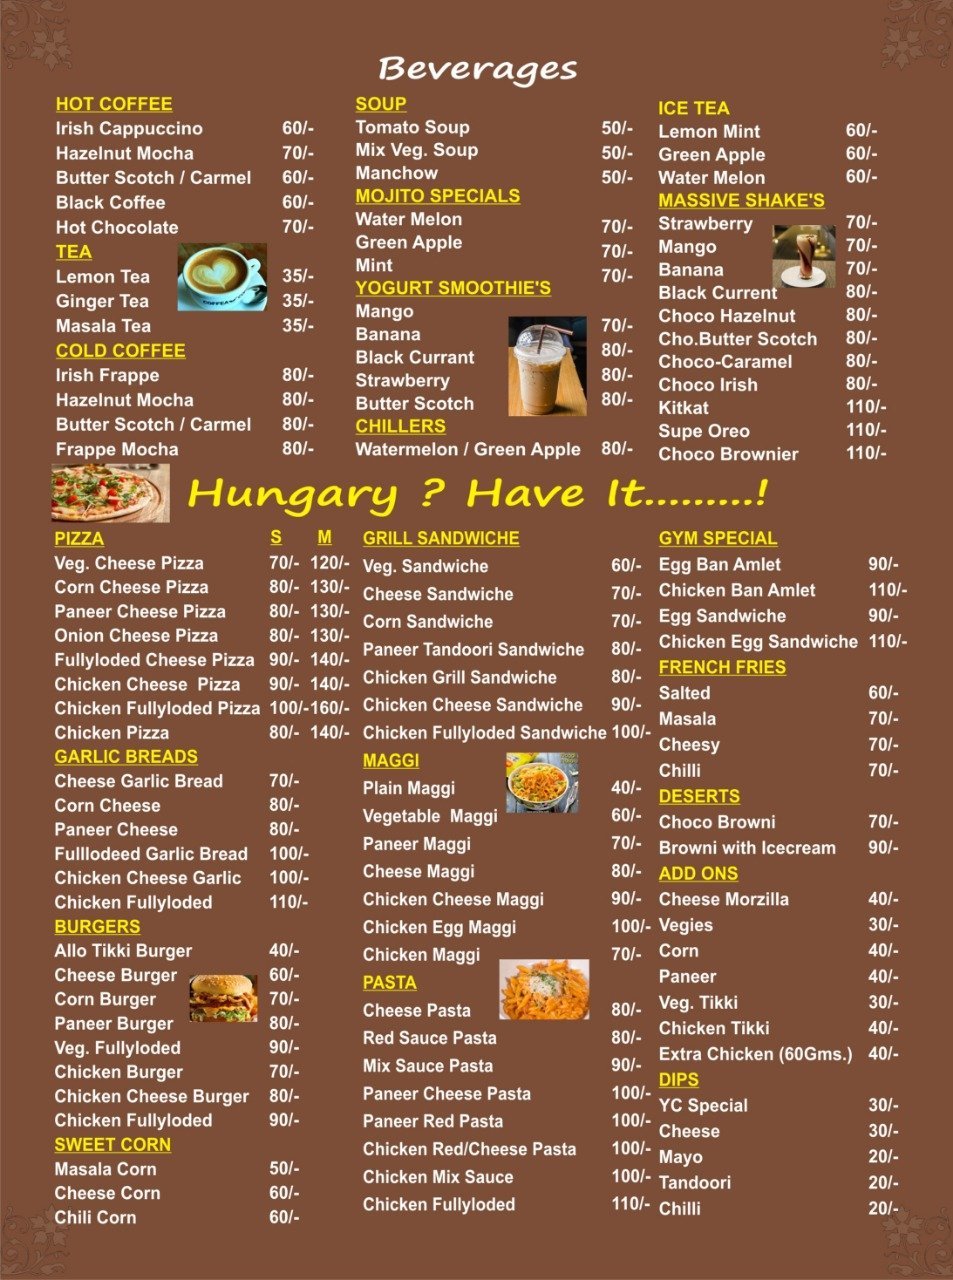 Beverages
HOT COFFEE
Irish Cappuccino 60/-
Hazelnut Mocha 70/-
Butter Scotch / Carmel 60/-
Black Coffee 60/-
Hot Chocolate 70/-
TEA
Lemon Tea 35/-
Ginger Tea 35/-
Masala Tea 35/-
COLD COFFEE
Irish Frappe 80/-
Hazelnut Mocha 80/-
Butter Scotch / Carmel 80/-
Frappe Mocha 80/-
SOUP
Tomato Soup 50/-
Mix Veg. Soup 50/-
Manchow 50/-
MOJITO SPECIALS
Water Melon 70/-
Green Apple 70/-
Mint 70/-
YOGURT SMOOTHIE'S
Mango 70/-
Banana 80/-
Black Currant 80/-
Strawberry 80/-
Butter Scotch
CHILLERS
Watermelon / Green Apple 80/-
ICE TEA
Lemon Mint 60/-
Green Apple 60/-
Water Melon 60/-
MASSIVE SHAKE'S
Strawberry 70/-
Mango 70/-
Banana 70/-
Black Current 80/-
Choco Hazelnut 80/-
Cho.Butter Scotch 80/-
Choco-Caramel 80/-
Choco Irish 80/-
Kitkat 110/-
Supe Oreo 110/-
Choco Brownier 110/-
Hungary ? Have It.........!
PIZZA S M
Veg. Cheese Pizza 70/- 120/-
Corn Cheese Pizza 80/- 130/-
Paneer Cheese Pizza 80/- 130/-
Onion Cheese Pizza 80/- 130/-
Fullyloded Cheese Pizza 90/- 140/-
Chicken Cheese Pizza 90/- 140/-
Chicken Fullyloded Pizza 100/-160/-
Chicken Pizza 80/- 140/-
GARLIC BREADS
Cheese Garlic Bread 70/-
Corn Cheese 80/-
Paneer Cheese 80/-
Fulllodeed Garlic Bread 100/-
Chicken Cheese Garlic 100/-
Chicken Fullyloded 110/-
BURGERS
Allo Tikki Burger 40/-
Cheese Burger 60/-
Corn Burger 70/-
Paneer Burger 80/-
Veg. Fullyloded 90/-
Chicken Burger 70/-
Chicken Cheese Burger 80/-
Chicken Fullyloded 90/-
SWEET CORN
Masala Corn 50/-
Cheese Corn 60/-
Chili Corn 60/-
GRILL SANDWICHE
Veg. Sandwiche 60/-
Cheese Sandwiche 70/-
Corn Sandwiche 70/-
Paneer Tandoori Sandwiche 80/-
Chicken Grill Sandwiche 80/-
Chicken Cheese Sandwiche 90/-
Chicken Fullyloded Sandwiche 100/-
MAGGI
Plain Maggi 40/-
Vegetable Maggi 60/-
Paneer Maggi 70/-
Cheese Maggi 80/-
Chicken Cheese Maggi 90/-
Chicken Egg Maggi 100/-
Chicken Maggi 70/-
PASTA
Cheese Pasta 80/-
Red Sauce Pasta 80/-
Mix Sauce Pasta 90/-
Paneer Cheese Pasta 100/-
Paneer Red Pasta 100/-
Chicken Red/Cheese Pasta 100/-
Chicken Mix Sauce 100/-
Chicken Fullyloded 110/-
GYM SPECIAL
Egg Ban Amlet 90/-
Chicken Ban Amlet 110/-
Egg Sandwiche 90/-
Chicken Egg Sandwiche 110/-
FRENCH FRIES
Salted 60/-
Masala 70/-
Cheesy 70/-
Chilli 70/-
DESERTS
Choco Browni 70/-
Browni with Icecream 90/-
ADD ONS
Cheese Morzilla 40/-
Vegies 30/-
Corn 40/-
Paneer 40/-
Veg. Tikki 30/-
Chicken Tikki 40/-
Extra Chicken (60Gms.) 40/-
DIPS
YC Special 30/-
Cheese 30/-
Mayo 20/-
Tandoori 20/-
Chilli 20/-